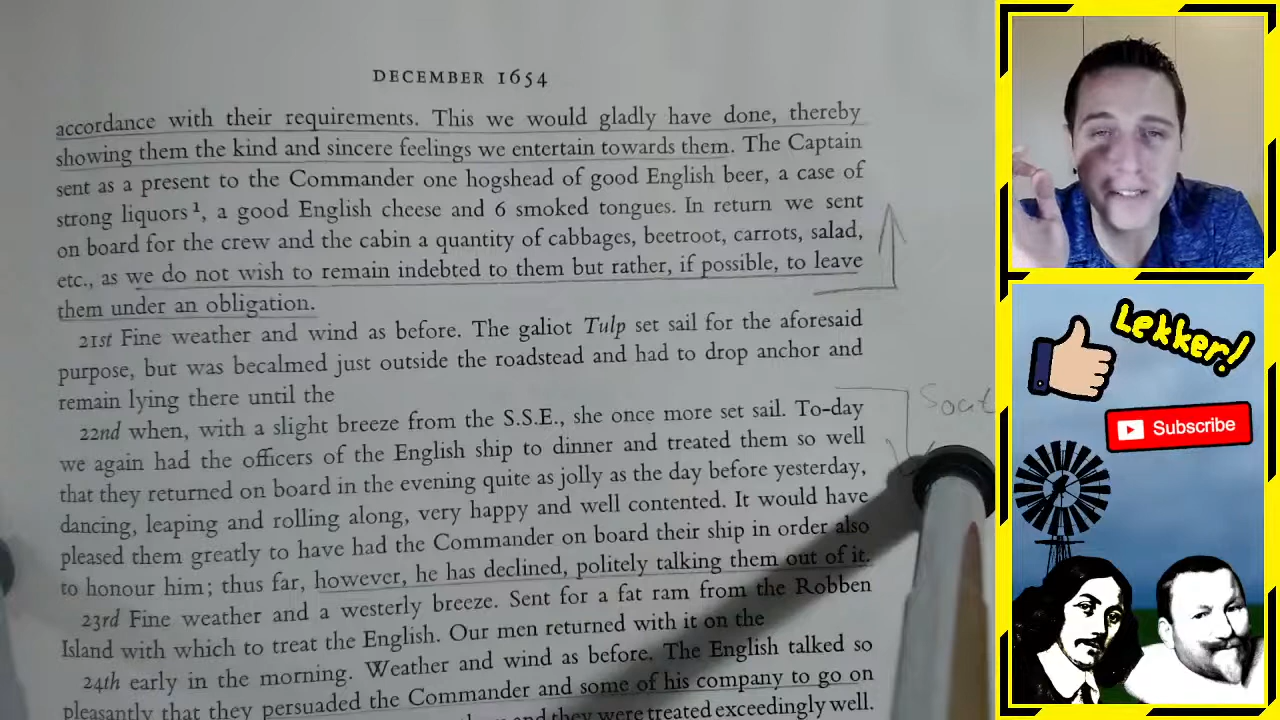 DECEMBER 1654
accordance with their requirements. This we would gladly have done, thereby
showing them the kind and sincere feelings we entertain towards them. The Captain
sent as a present to the Commander one hogshead of good English beer, a case of
strong liquors ¹, a good English cheese and 6 smoked tongues. In return we sent
on board for the crew and the cabin a quantity of cabbages, beetroot, carrots, salad,
etc., as we do not wish to remain indebted to them but rather, if possible, to leave
them under an obligation.
21st Fine weather and wind as before. The galiot Tulp set sail for the aforesaid
purpose, but was becalmed just outside the roadstead and had to drop anchor and
remain lying there until the
22nd when, with a slight breeze from the S.S.E., she once more set sail. To-day
we again had the officers of the English ship to dinner and treated them so well
that they returned on board in the evening quite as jolly as the day before yesterday,
dancing, leaping and rolling along, very happy and well contented. It would have
pleased them greatly to have had the Commander on board their ship in order also
to honour him; thus far, however, he has declined, politely talking them out of it.
23rd Fine weather and a westerly breeze. Sent for a fat ram from the Robben
Island with which to treat the English. Our men returned with it on the
24th early in the morning. Weather and wind as before. The English talked so
pleasantly that they persuaded the Commander and some of his company to go on
and they were treated exceedingly well.
Lekker!
Subscribe